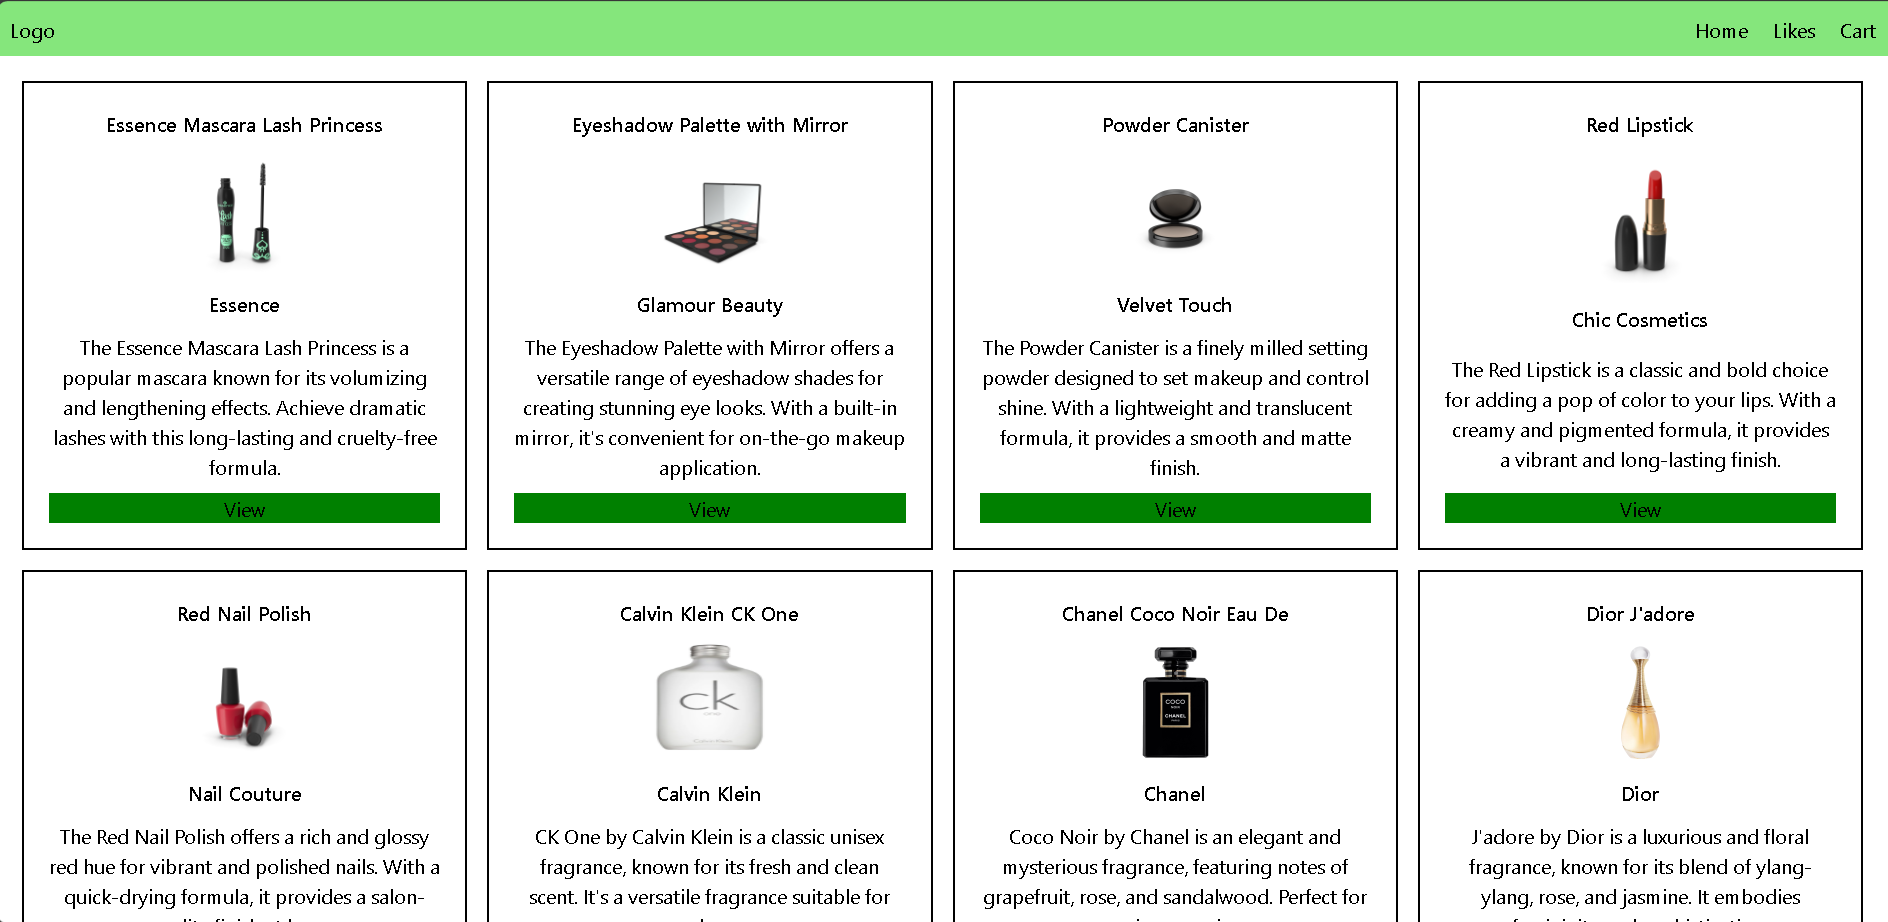 Logo
Home Likes Cart
Essence Mascara Lash Princess
Essence
The Essence Mascara Lash Princess is a
popular mascara known for its volumizing
and lengthening effects. Achieve dramatic
lashes with this long-lasting and cruelty-free
formula.
View
Eyeshadow Palette with Mirror
Glamour Beauty
The Eyeshadow Palette with Mirror offers a
versatile range of eyeshadow shades for
creating stunning eye looks. With a built-in
mirror, it's convenient for on-the-go makeup
application.
View
Powder Canister
Velvet Touch
The Powder Canister is a finely milled setting
powder designed to set makeup and control
shine. With a lightweight and translucent
formula, it provides a smooth and matte
finish.
View
Red Lipstick
Chic Cosmetics
The Red Lipstick is a classic and bold choice
for adding a pop of color to your lips. With a
creamy and pigmented formula, it provides
a vibrant and long-lasting finish.
View
Red Nail Polish
Nail Couture
The Red Nail Polish offers a rich and glossy
red hue for vibrant and polished nails. With a
quick-drying formula, it provides a salon-
Calvin Klein CK One
ck
one
Calvin Klein
CK One by Calvin Klein is a classic unisex
fragrance, known for its fresh and clean
scent. It's a versatile fragrance suitable for
Chanel Coco Noir Eau De
COCO
NOIR
CHANEL
Chanel
Coco Noir by Chanel is an elegant and
mysterious fragrance, featuring notes of
grapefruit, rose, and sandalwood. Perfect for
Dior J'adore
Dior
J'adore by Dior is a luxurious and floral
fragrance, known for its blend of ylang-
ylang, rose, and jasmine. It embodies